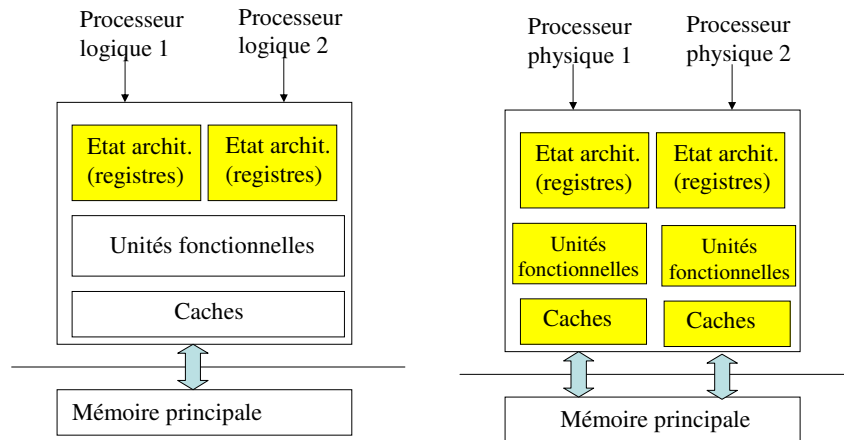 Processeur
logique 1
Processeur
logique 2
Etat archit.
(registres)
Etat archit.
(registres)
Unités fonctionnelles
Caches
Mémoire principale
Processeur
physique 1
Processeur
physique 2
Etat archit.
(registres)
Etat archit.
(registres)
Unités
fonctionnelles
Unités
fonctionnelles
Caches
Caches
Mémoire principale